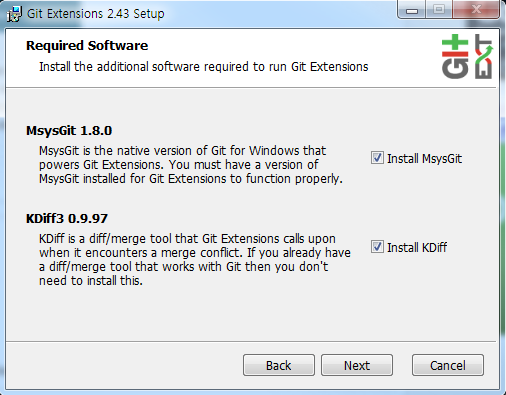 Git Extensions 2.43 Setup
Required Software
Install the additional software required to run Git Extensions
GIt
EXT
MsysGit 1.8.0
MsysGit is the native version of Git for Windows that
powers Git Extensions. You must have a version of
MsysGit installed for Git Extensions to function properly.
Install MsysGit
KDiff3 0.9.97
KDiff is a diff/merge tool that Git Extensions calls upon
when it encounters a merge conflict. If you already have
a diff/merge tool that works with Git then you don't
need to install this.
Install KDiff
Back
Next
Cancel